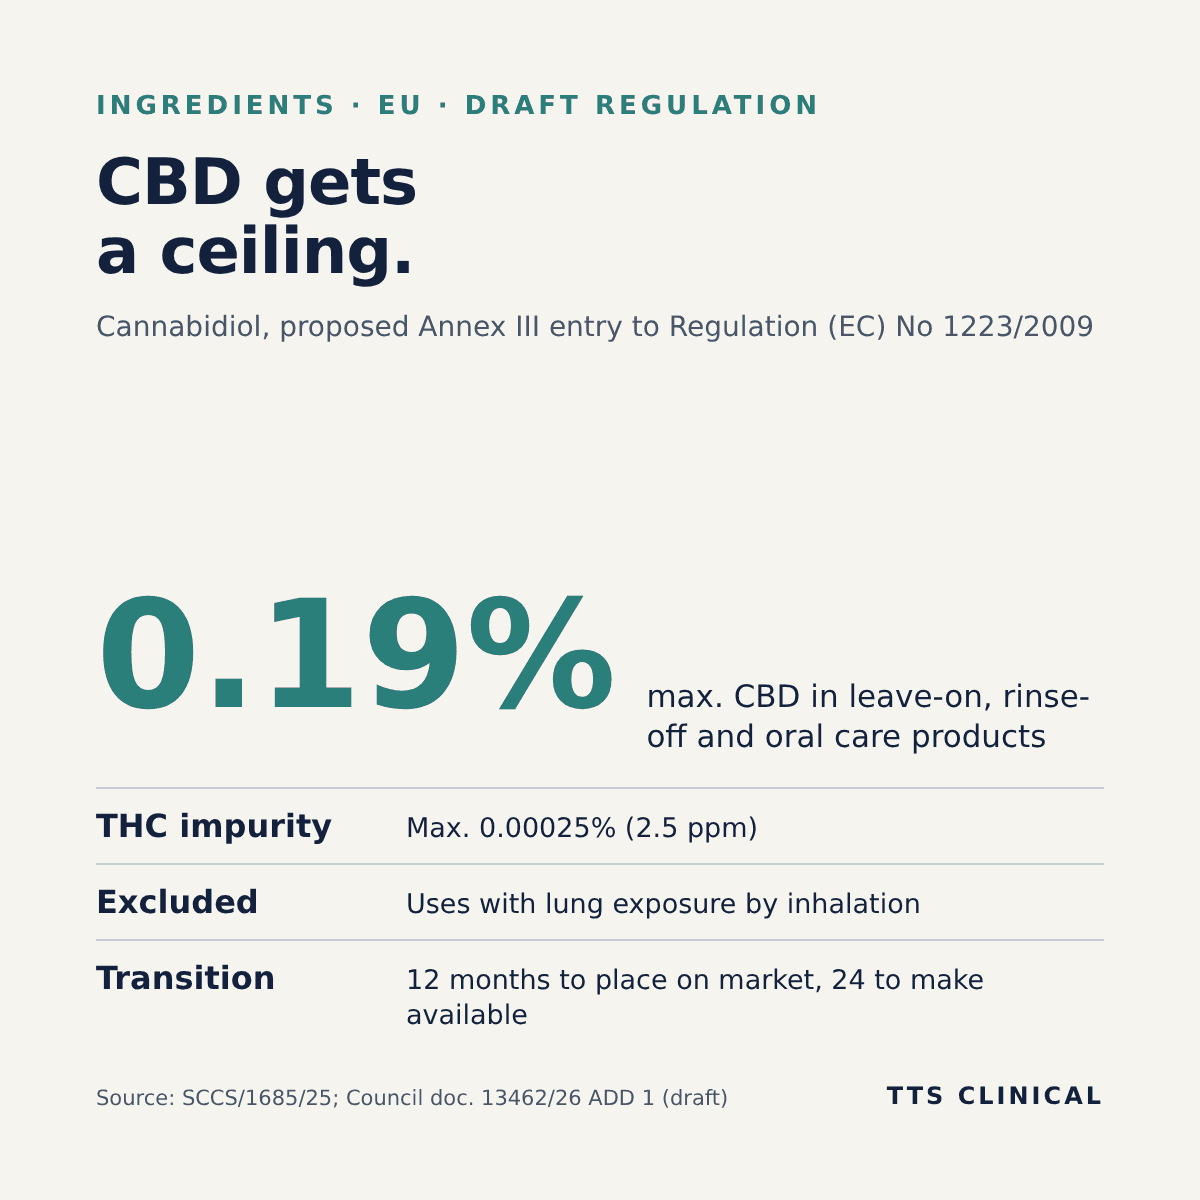 INGREDIENTS · EU · DRAFT REGULATION
CBD gets
a ceiling.
Cannabidiol, proposed Annex III entry to Regulation (EC) No 1223/2009
0.19%
max. CBD in leave-on, rinse-
off and oral care products
THC impurity
Max. 0.00025% (2.5 ppm)
Excluded
Uses with lung exposure by inhalation
Transition
12 months to place on market, 24 to make
available
Source: SCCS/1685/25; Council doc. 13462/26 ADD 1 (draft)
TTS CLINICAL